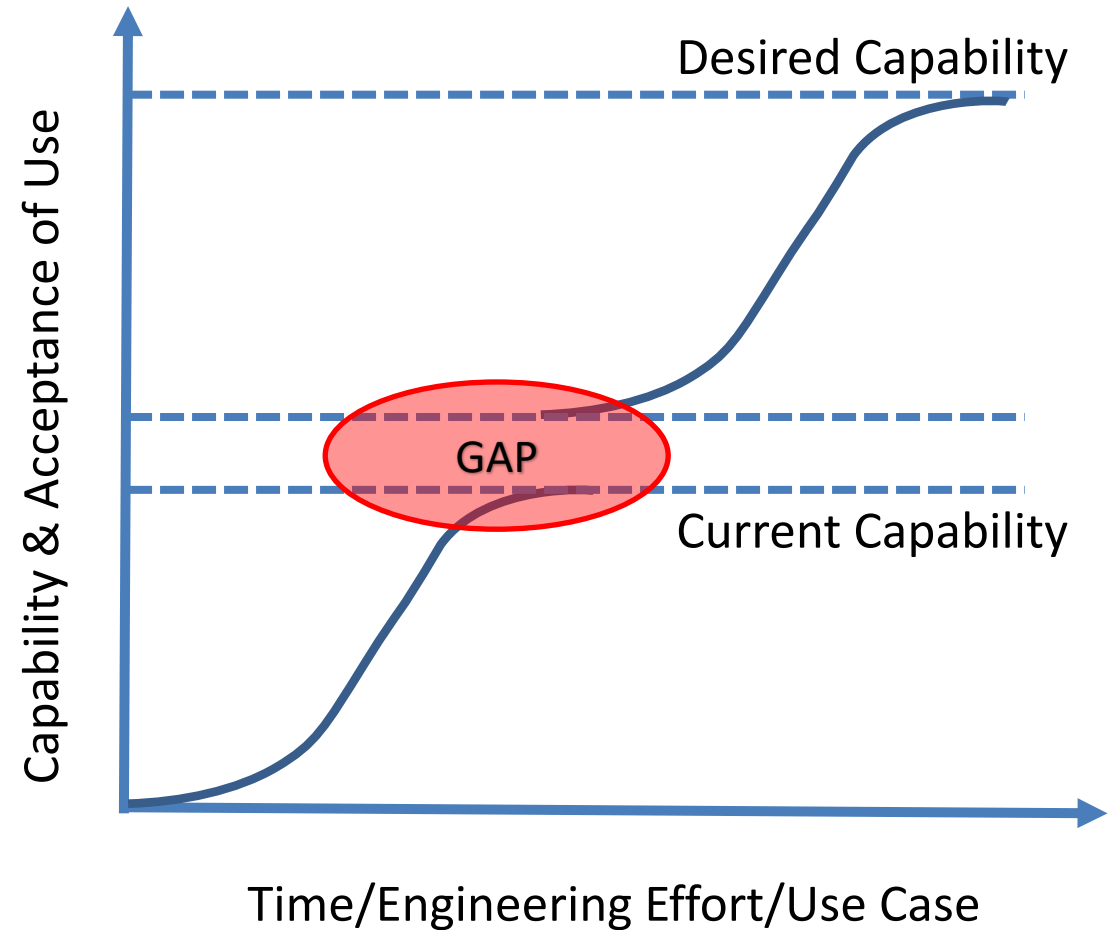 Desired Capability
Capability & Acceptance of Use
GAP
Current Capability
Time/Engineering Effort/Use Case